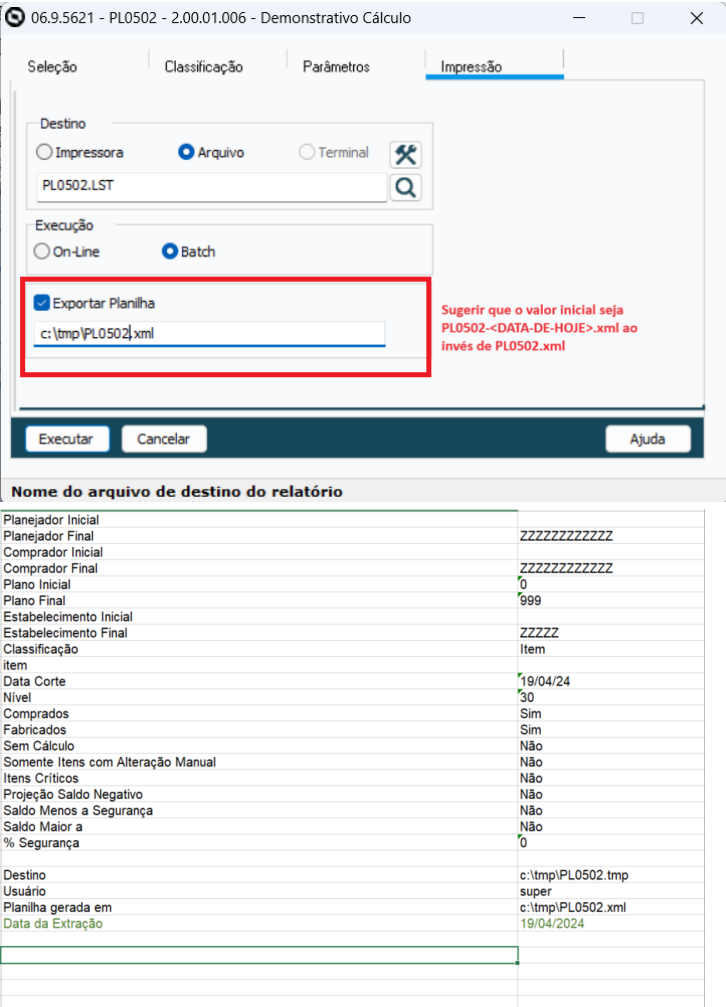 06.9.5621 - PL0502 - 2.00.01.006 - Demonstrativo Cálculo
Seleção Classificação Parâmetros Impressão
Destino
Impressora Arquivo Terminal
PL0502.LST
Execução
On-Line Batch
Exportar Planilha
c:\tmp\PL0502.xml
Sugerir que o valor inicial seja
PL0502-<DATA-DE-HOJE>.xml ao
invés de PL0502.xml
Executar Cancelar Ajuda
Nome do arquivo de destino do relatório
Planejador Inicial
Planejador Final ZZZZZZZZZZZZ
Comprador Inicial
Comprador Final ZZZZZZZZZZZZ
Plano Inicial 0
Plano Final 999
Estabelecimento Inicial
Estabelecimento Final ZZZZZ
Classificação Item
item
Data Corte 19/04/24
Nível 30
Comprados Sim
Fabricados Sim
Sem Cálculo Não
Somente Itens com Alteração Manual Não
Itens Críticos Não
Projeção Saldo Negativo Não
Saldo Menos a Segurança Não
Saldo Maior a Não
% Segurança 0
Destino c:\tmp\PL0502.tmp
Usuário super
Planilha gerada em c:\tmp\PL0502.xml
Data da Extração 19/04/2024